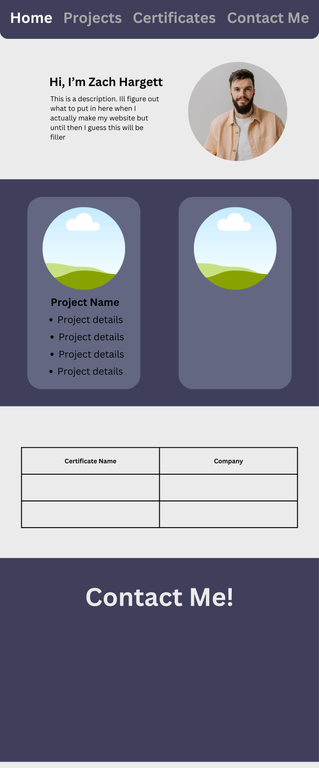 Home Projects Certificates Contact Me
Hi, I'm Zach Hargett
This is a description. Ill figure out
what to put in here when I
actually make my website but
until then I guess this will be
filler
Project Name
• Project details
• Project details
• Project details
• Project details
Certificate Name Company
Contact Me!